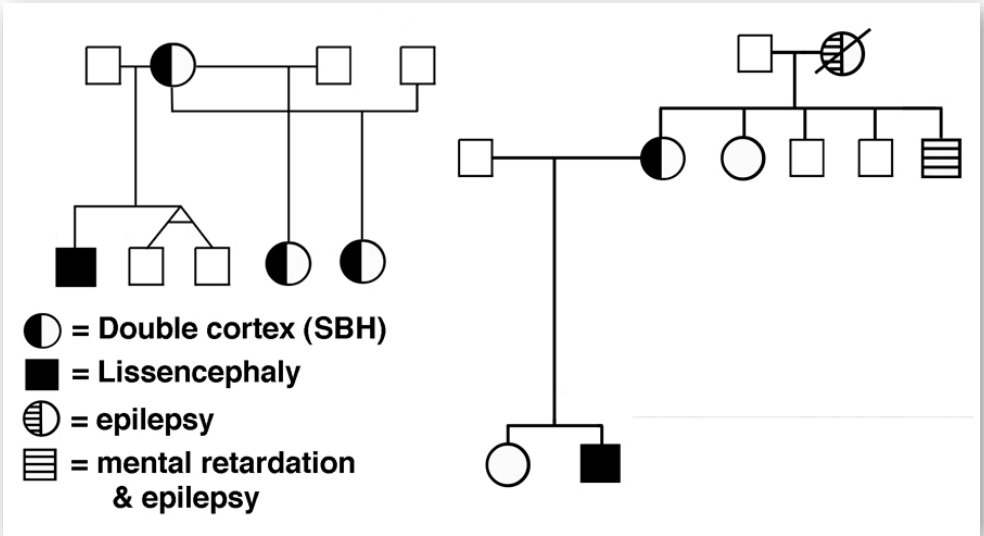 = Double cortex (SBH)
= Lissencephaly
= epilepsy
= mental retardation
& epilepsy